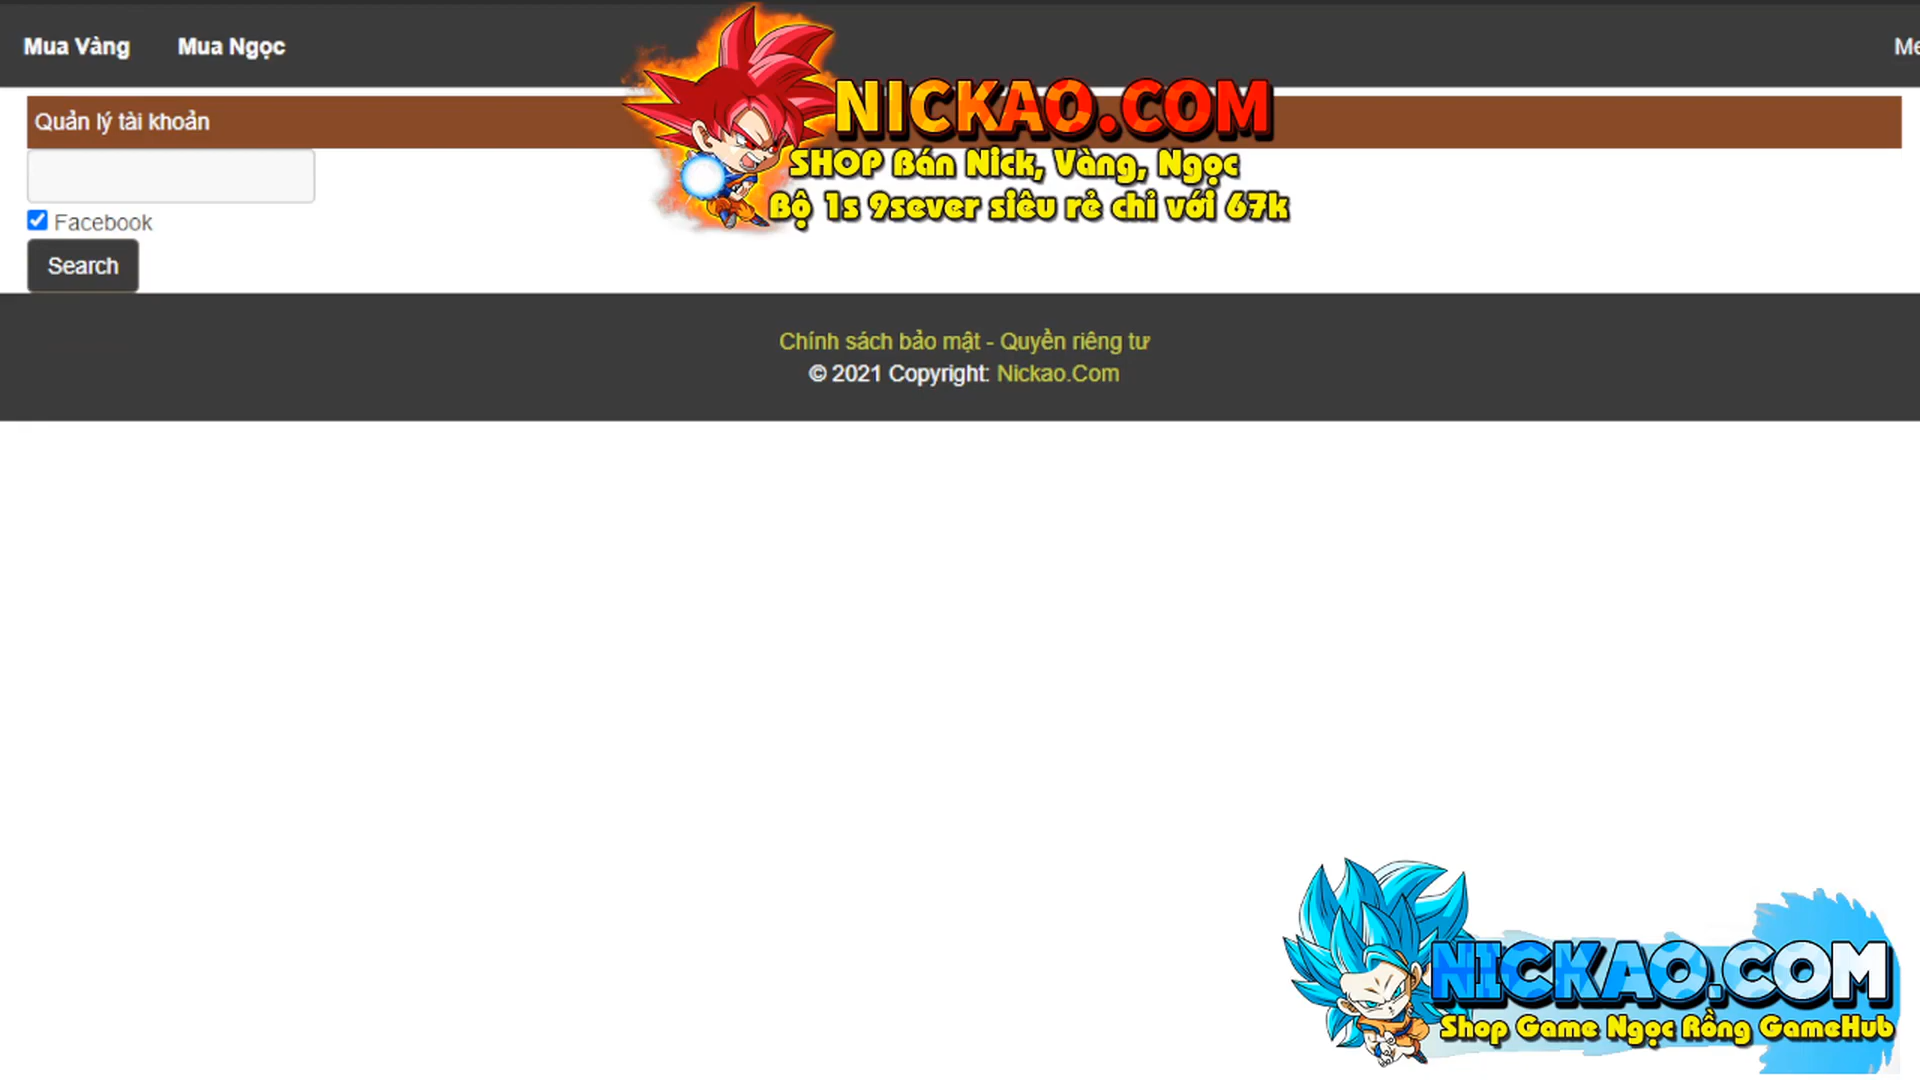 Mua Vàng Mua Ngọc
NICKAO.COM
Quản lý tài khoản
SHOP Bán Nick, Vàng, Ngọc
Bộ 1s 9sever siêu rẻ chỉ với 67k
Facebook
Search
Chính sách bảo mật - Quyền riêng tư
© 2021 Copyright: Nickao.Com
NICKAO.COM
Shop Game Ngọc Rồng GameHub